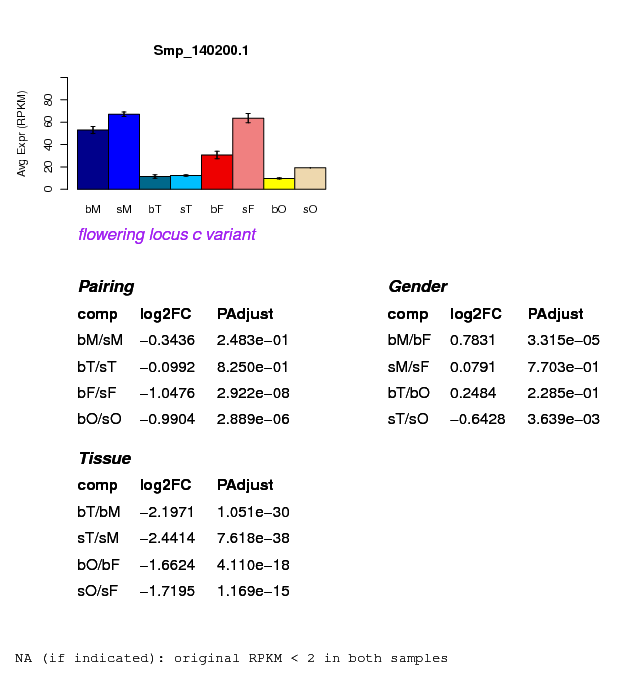 Smp_140200.1
Avg Expr (RPKM)
0 20 40 60 80
bM sM bT sT bF sF bO sO
flowering locus c variant
Pairing
comp log2FC PAdjust
bM/sM −0.3436 2.483e−01
bT/sT −0.0992 8.250e−01
bF/sF −1.0476 2.922e−08
bO/sO −0.9904 2.889e−06
Gender
comp log2FC PAdjust
bM/bF 0.7831 3.315e−05
sM/sF 0.0791 7.703e−01
bT/bO 0.2484 2.285e−01
sT/sO −0.6428 3.639e−03
Tissue
comp log2FC PAdjust
bT/bM −2.1971 1.051e−30
sT/sM −2.4414 7.618e−38
bO/bF −1.6624 4.110e−18
sO/sF −1.7195 1.169e−15
NA (if indicated): original RPKM < 2 in both samples